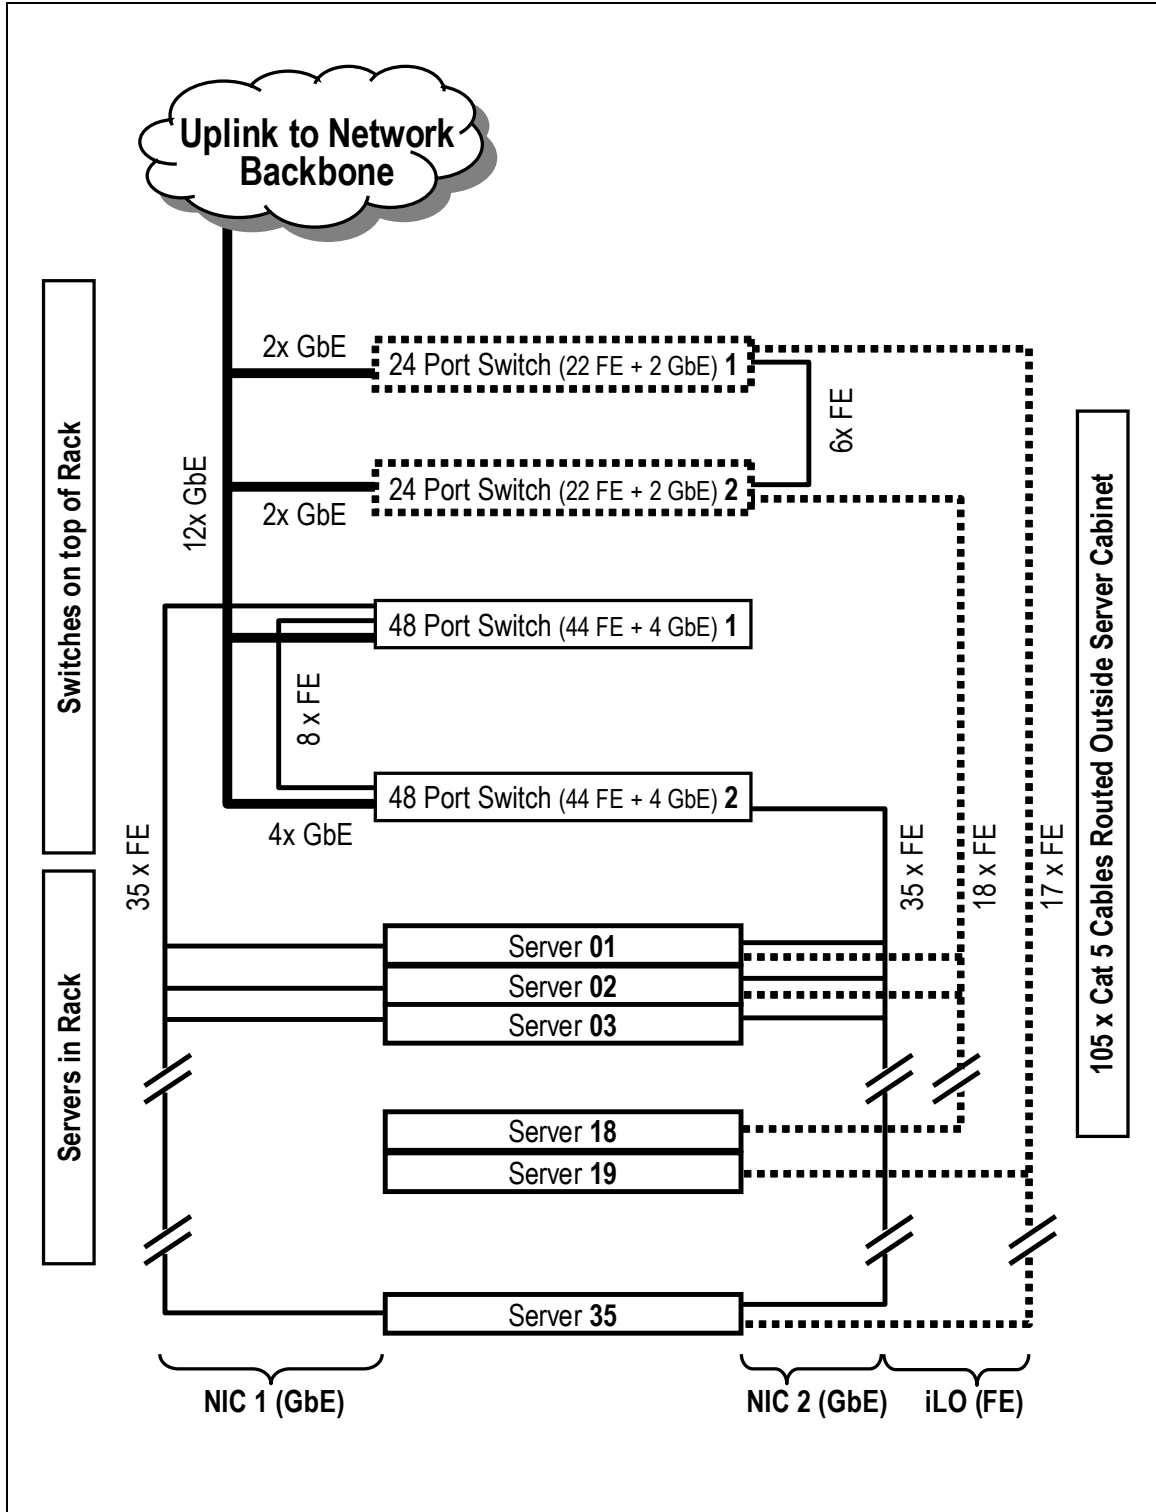 Uplink to Network
Backbone
Switches on top of Rack
2x GbE
24 Port Switch (22 FE + 2 GbE) 1
6x FE
12x GbE
24 Port Switch (22 FE + 2 GbE) 2
2x GbE
48 Port Switch (44 FE + 4 GbE) 1
8 x FE
48 Port Switch (44 FE + 4 GbE) 2
4x GbE
35 x FE
35 x FE
18 x FE
17 x FE
105 x Cat 5 Cables Routed Outside Server Cabinet
Servers in Rack
Server 01
Server 02
Server 03
Server 18
Server 19
Server 35
NIC 1 (GbE)
NIC 2 (GbE)
iLO (FE)